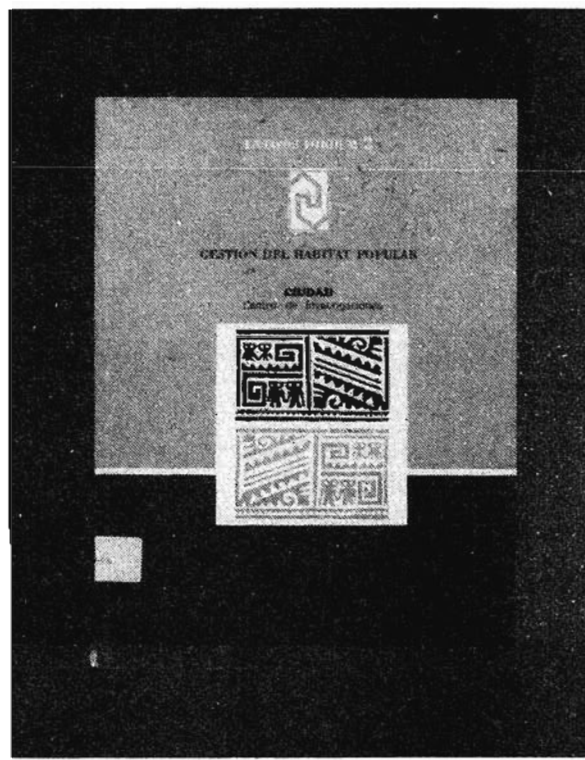 GESTION DEL HABITAT POPULAR
CIUDAD
Centro de Investigaciones